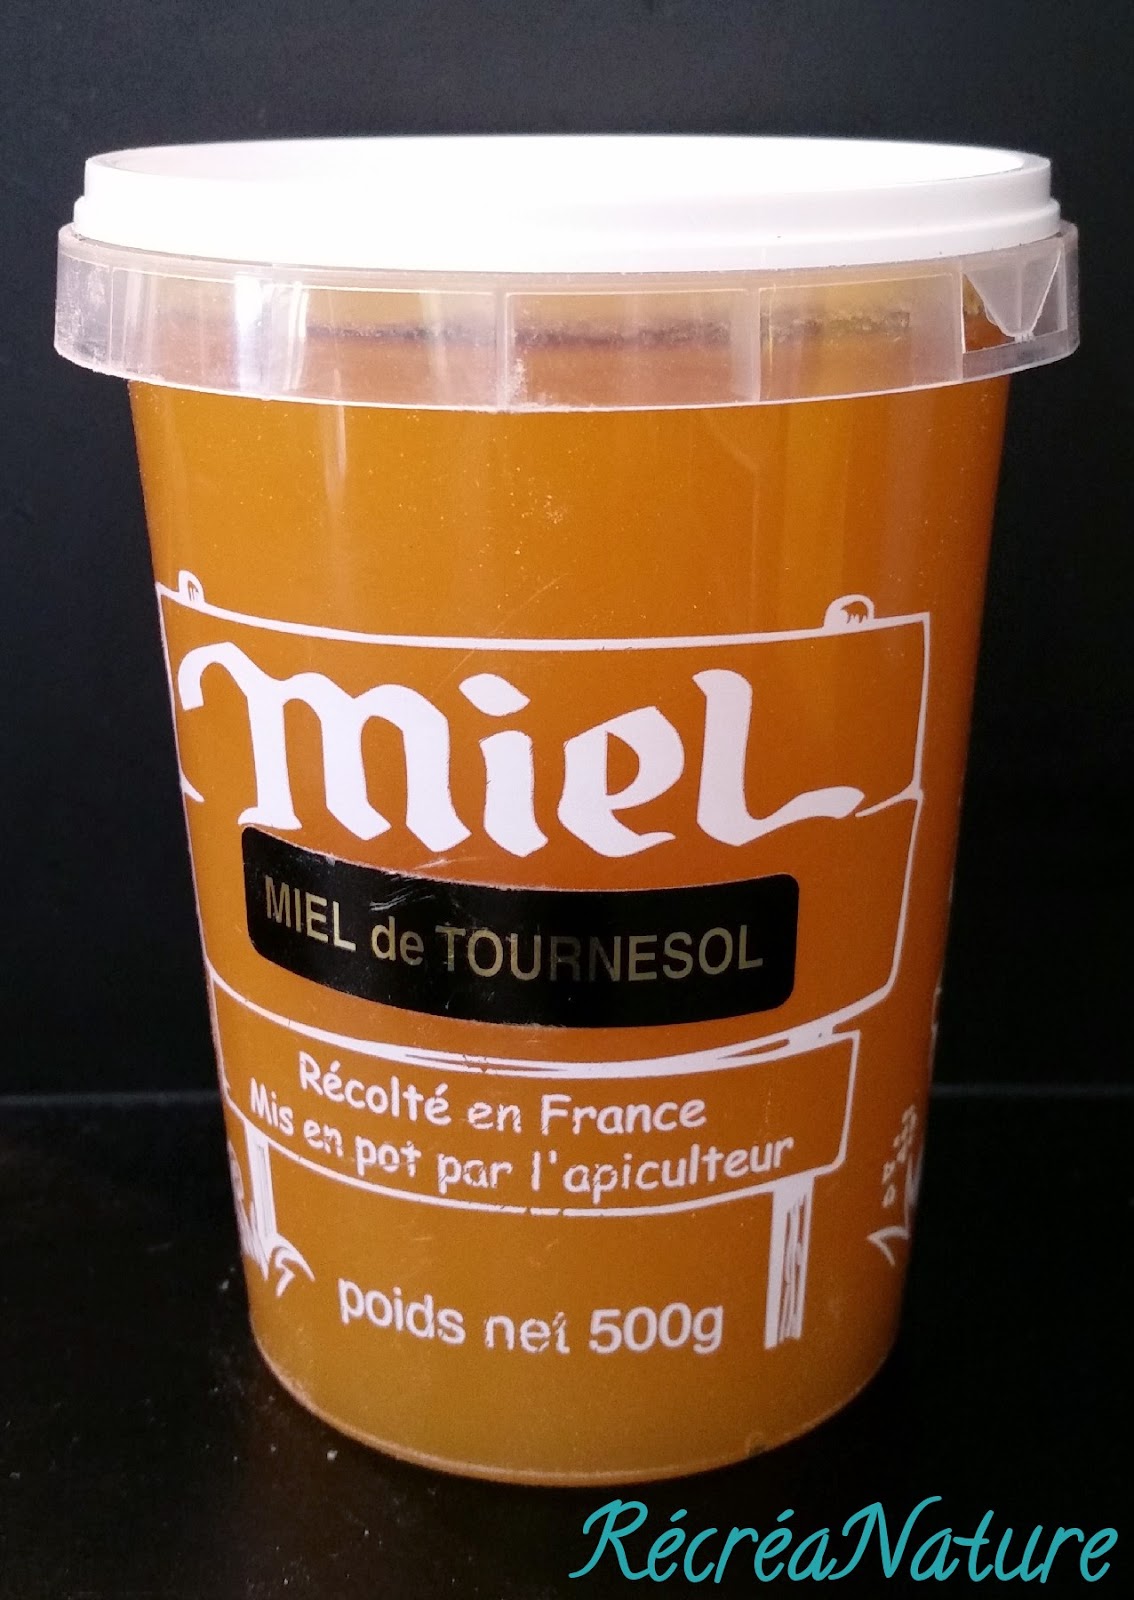 Miel
MIEL de TOURNESOL
Récolté en France
Mis en pot par l'apiculteur
poids net 500g
RécréaNature